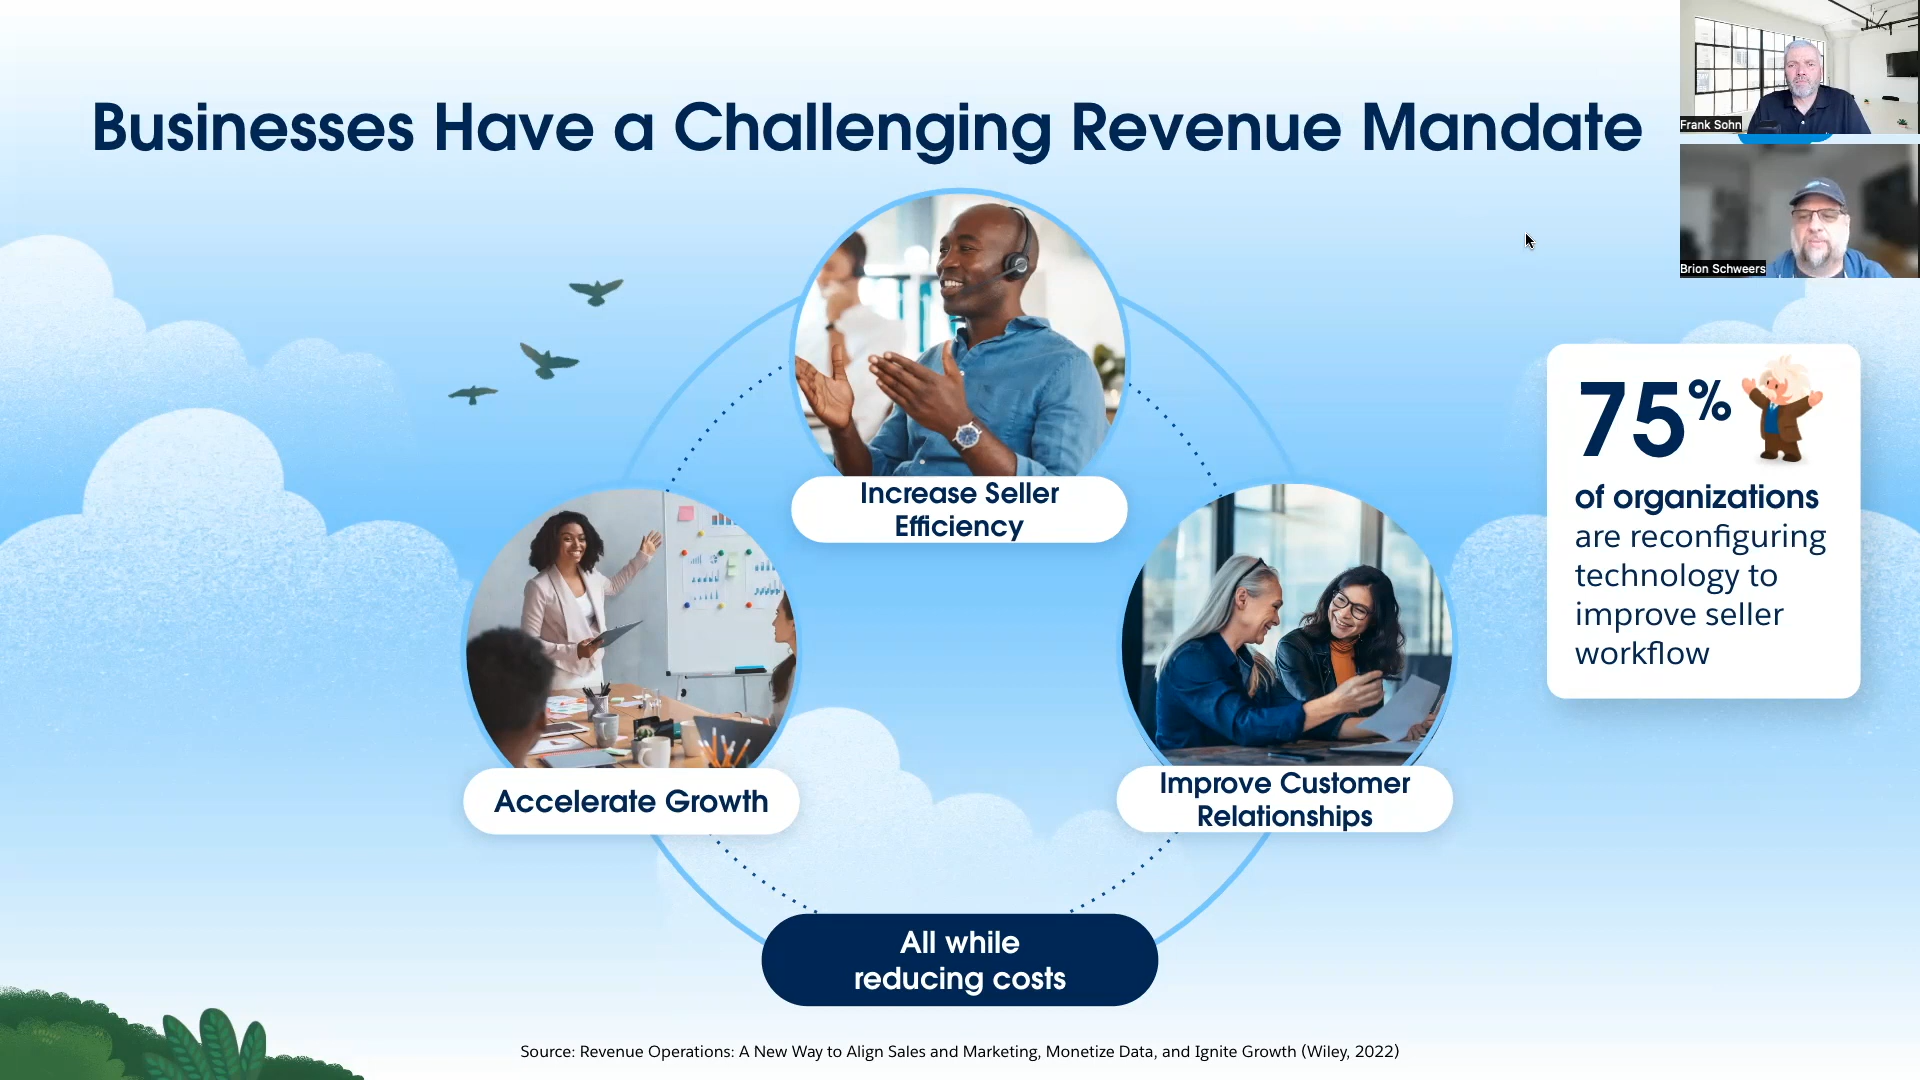 Businesses Have a Challenging Revenue Mandate
Frank Sohn
Brion Schweers
Increase Seller
Efficiency
75%
of organizations
are reconfiguring
technology to
improve seller
workflow
Accelerate Growth
Improve Customer
Relationships
All while
reducing costs
Source: Revenue Operations: A New Way to Align Sales and Marketing, Monetize Data, and Ignite Growth (Wiley, 2022)